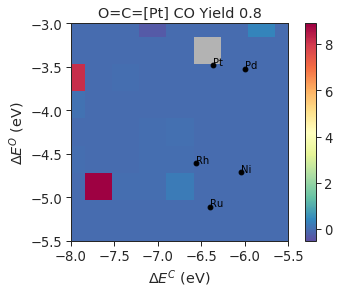 O=C=[Pt] CO Yield 0.8
−3.0
−3.5
−4.0
−4.5
−5.0
−5.5
ΔE^O (eV)
Pt
Pd
Rh
Ni
Ru
−8.0 −7.5 −7.0 −6.5 −6.0 −5.5
ΔE^C (eV)
8
6
4
2
0